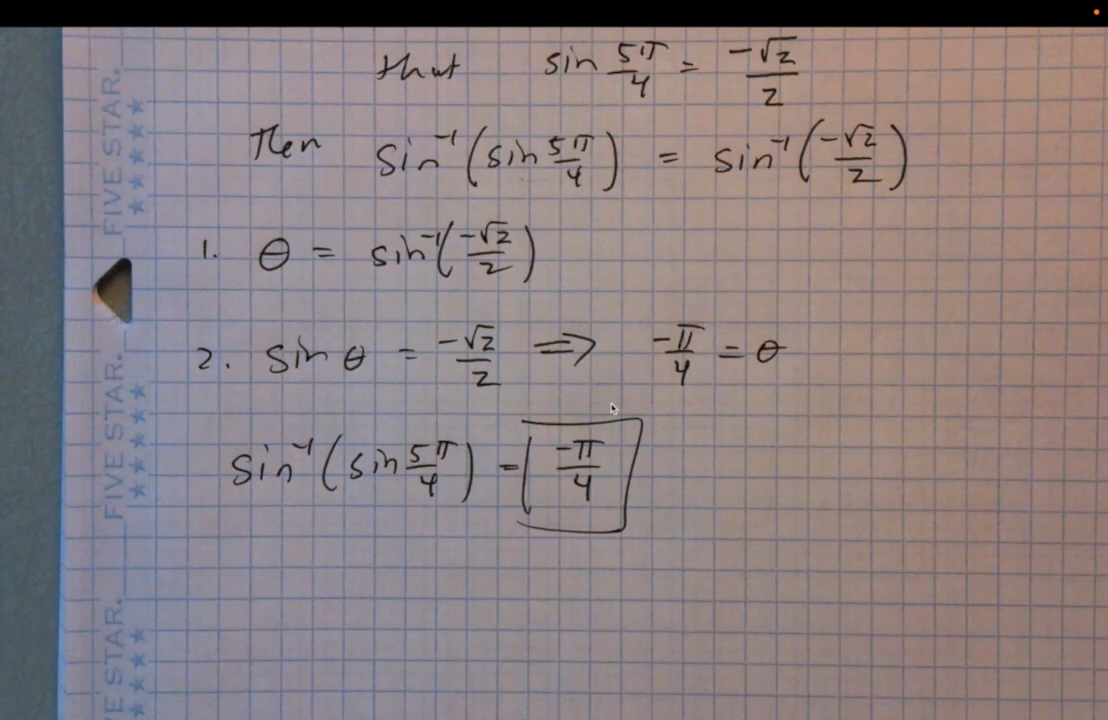 that sin 5π/4 = -√2/2
Then sin⁻¹(sin 5π/4) = sin⁻¹(-√2/2)
1. θ = sin⁻¹(-√2/2)
2. sin θ = -√2/2 ⇒ -π/4 = θ
sin⁻¹(sin 5π/4) = -π/4
FIVE STAR.
FIVE STAR.
FIVE STAR.